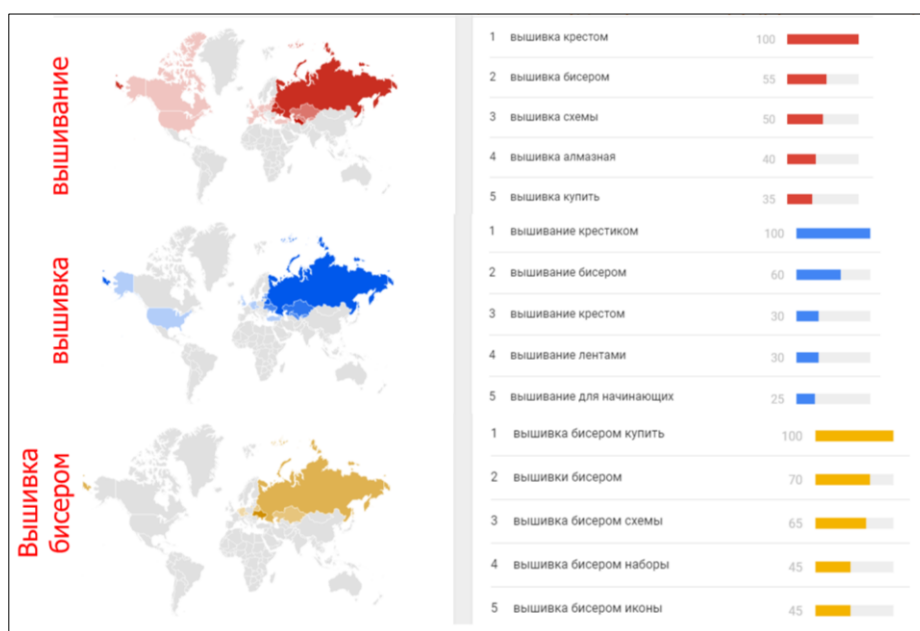 вышивание
1 вышивка крестом 100
2 вышивка бисером 55
3 вышивка схемы 50
4 вышивка алмазная 40
5 вышивка купить 35
вышивка
1 вышивание крестиком 100
2 вышивание бисером 60
3 вышивание крестом 30
4 вышивание лентами 30
5 вышивание для начинающих 25
Вышивка
бисером
1 вышивка бисером купить 100
2 вышивки бисером 70
3 вышивка бисером схемы 65
4 вышивка бисером наборы 45
5 вышивка бисером иконы 45